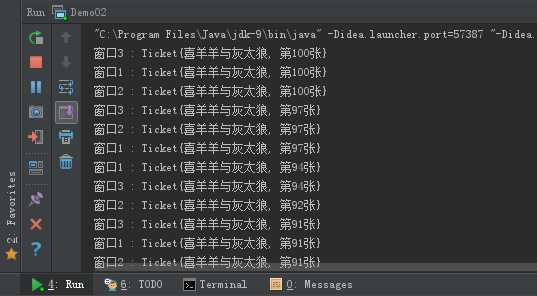 Run Demo02
"C:\Program Files\Java\jdk-9\bin\java" -Didea.launcher.port=57387 "-Didea.
窗口3 : Ticket{喜羊羊与灰太狼, 第100张}
窗口1 : Ticket{喜羊羊与灰太狼, 第100张}
窗口2 : Ticket{喜羊羊与灰太狼, 第100张}
窗口3 : Ticket{喜羊羊与灰太狼, 第97张}
窗口2 : Ticket{喜羊羊与灰太狼, 第97张}
窗口1 : Ticket{喜羊羊与灰太狼, 第97张}
窗口1 : Ticket{喜羊羊与灰太狼, 第94张}
窗口3 : Ticket{喜羊羊与灰太狼, 第94张}
窗口2 : Ticket{喜羊羊与灰太狼, 第92张}
窗口3 : Ticket{喜羊羊与灰太狼, 第91张}
窗口1 : Ticket{喜羊羊与灰太狼, 第91张}
窗口2 : Ticket{喜羊羊与灰太狼, 第91张}
2: Favorites
4: Run 6: TODO Terminal 0: Messages